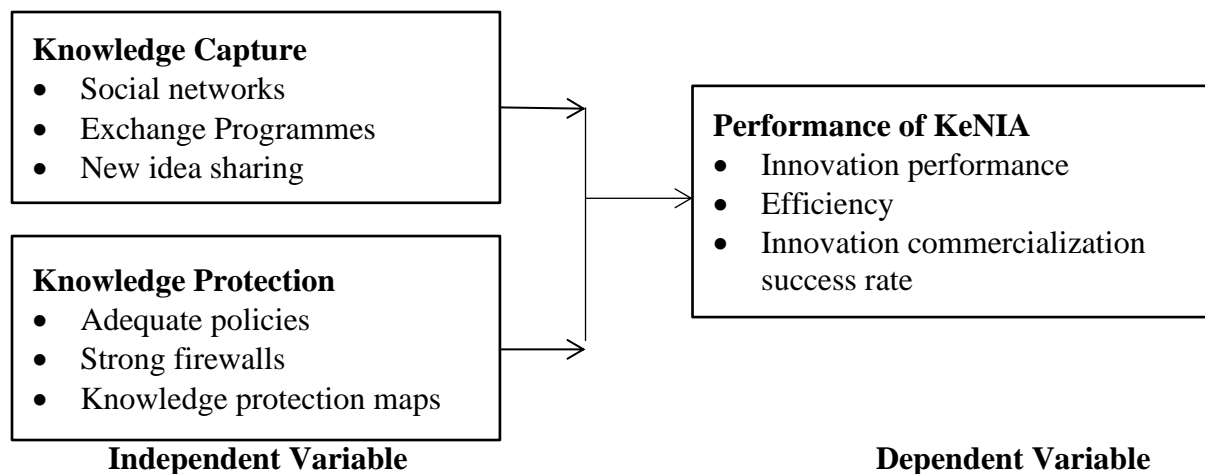 Knowledge Capture
• Social networks
• Exchange Programmes
• New idea sharing
Knowledge Protection
• Adequate policies
• Strong firewalls
• Knowledge protection maps
Independent Variable
Performance of KeNIA
• Innovation performance
• Efficiency
• Innovation commercialization
success rate
Dependent Variable